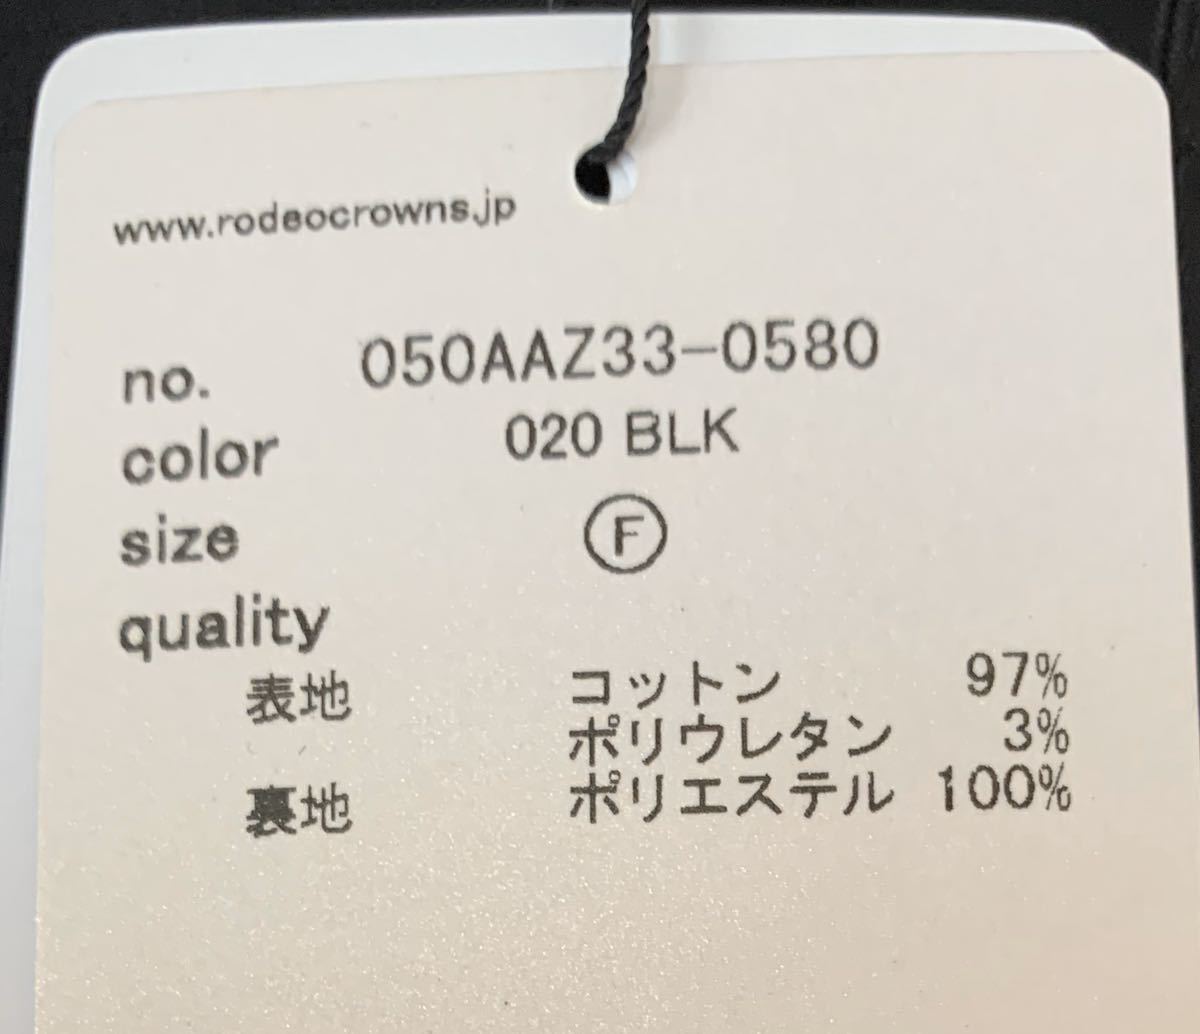 www.rodeocrowns.jp
no. 050AAZ33-0580
color 020 BLK
size Ⓕ
quality
表地 コットン 97%
ポリウレタン 3%
裏地 ポリエステル 100%